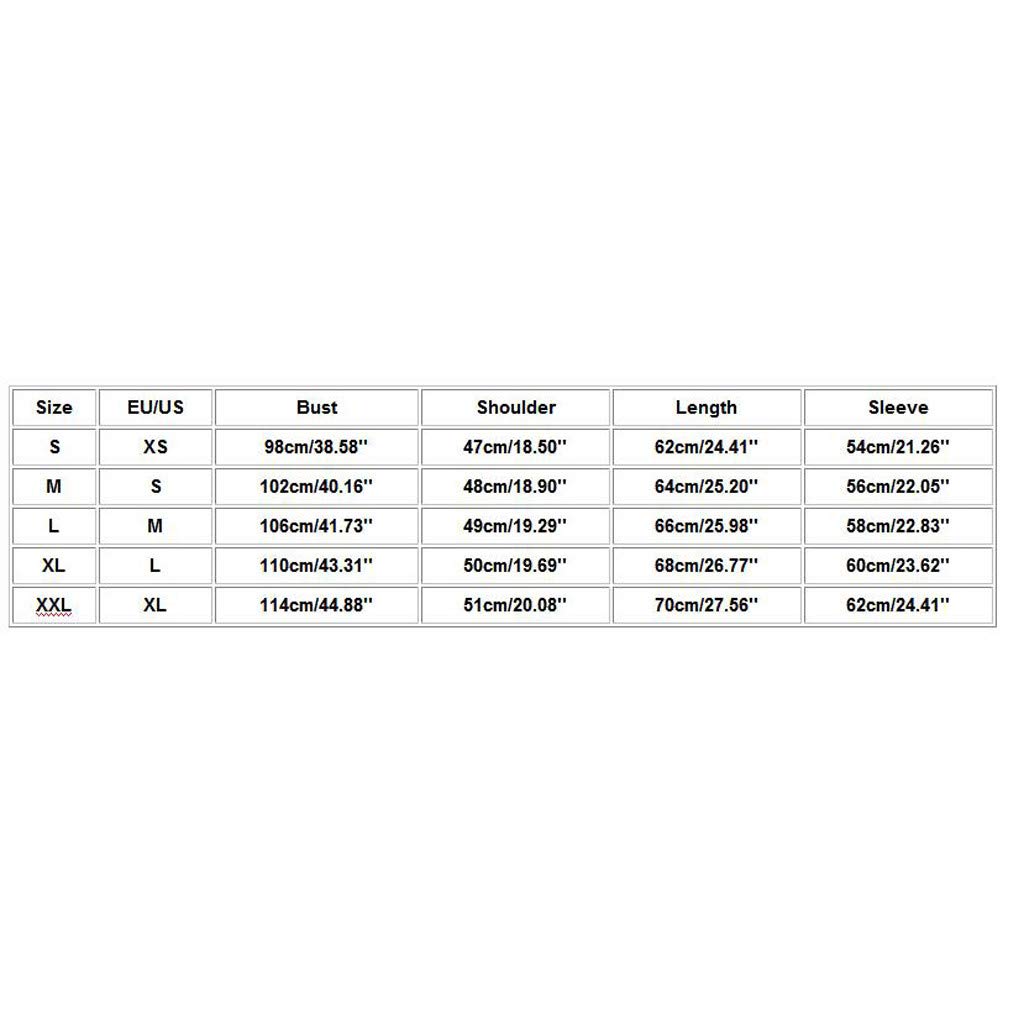 Size EU/US Bust Shoulder Length Sleeve
S XS 98cm/38.58'' 47cm/18.50'' 62cm/24.41'' 54cm/21.26''
M S 102cm/40.16'' 48cm/18.90'' 64cm/25.20'' 56cm/22.05''
L M 106cm/41.73'' 49cm/19.29'' 66cm/25.98'' 58cm/22.83''
XL L 110cm/43.31'' 50cm/19.69'' 68cm/26.77'' 60cm/23.62''
XXL XL 114cm/44.88'' 51cm/20.08'' 70cm/27.56'' 62cm/24.41''